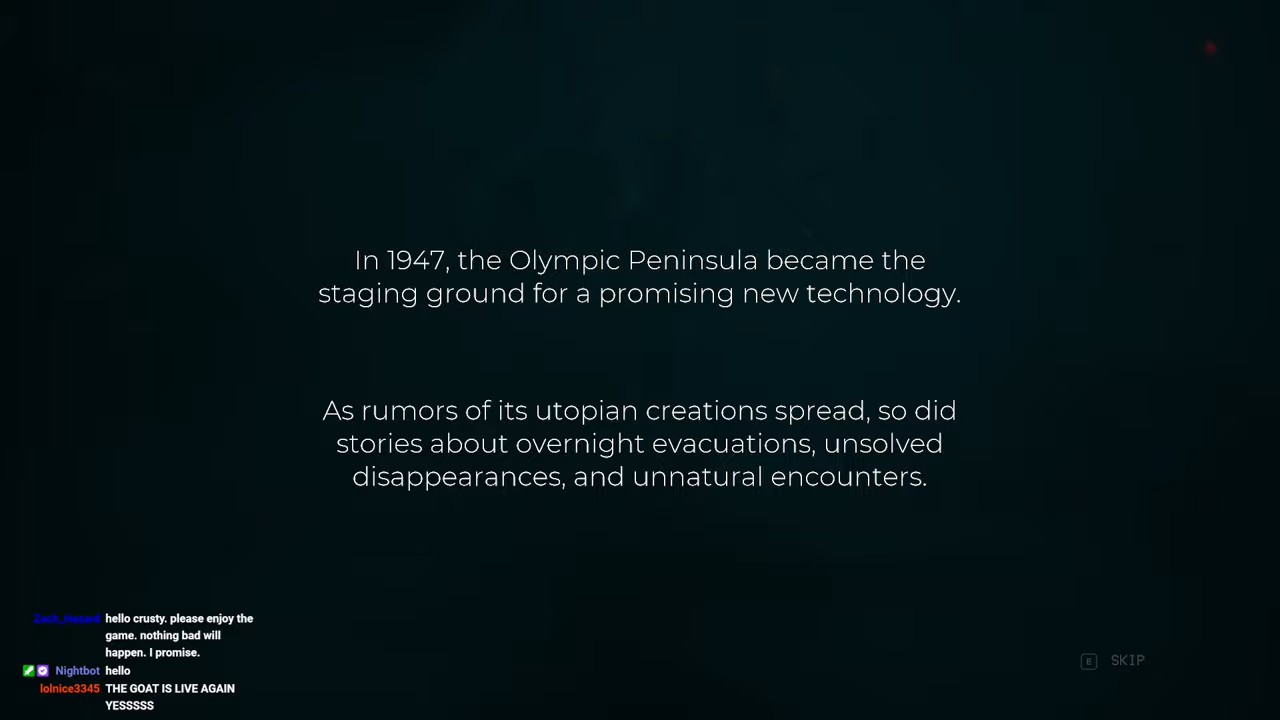 In 1947, the Olympic Peninsula became the
staging ground for a promising new technology.
As rumors of its utopian creations spread, so did
stories about overnight evacuations, unsolved
disappearances, and unnatural encounters.
Zach_Hazard hello crusty. please enjoy the
game. nothing bad will
happen. I promise.
Nightbot hello
lolnice3345 THE GOAT IS LIVE AGAIN
YESSSSS
E SKIP